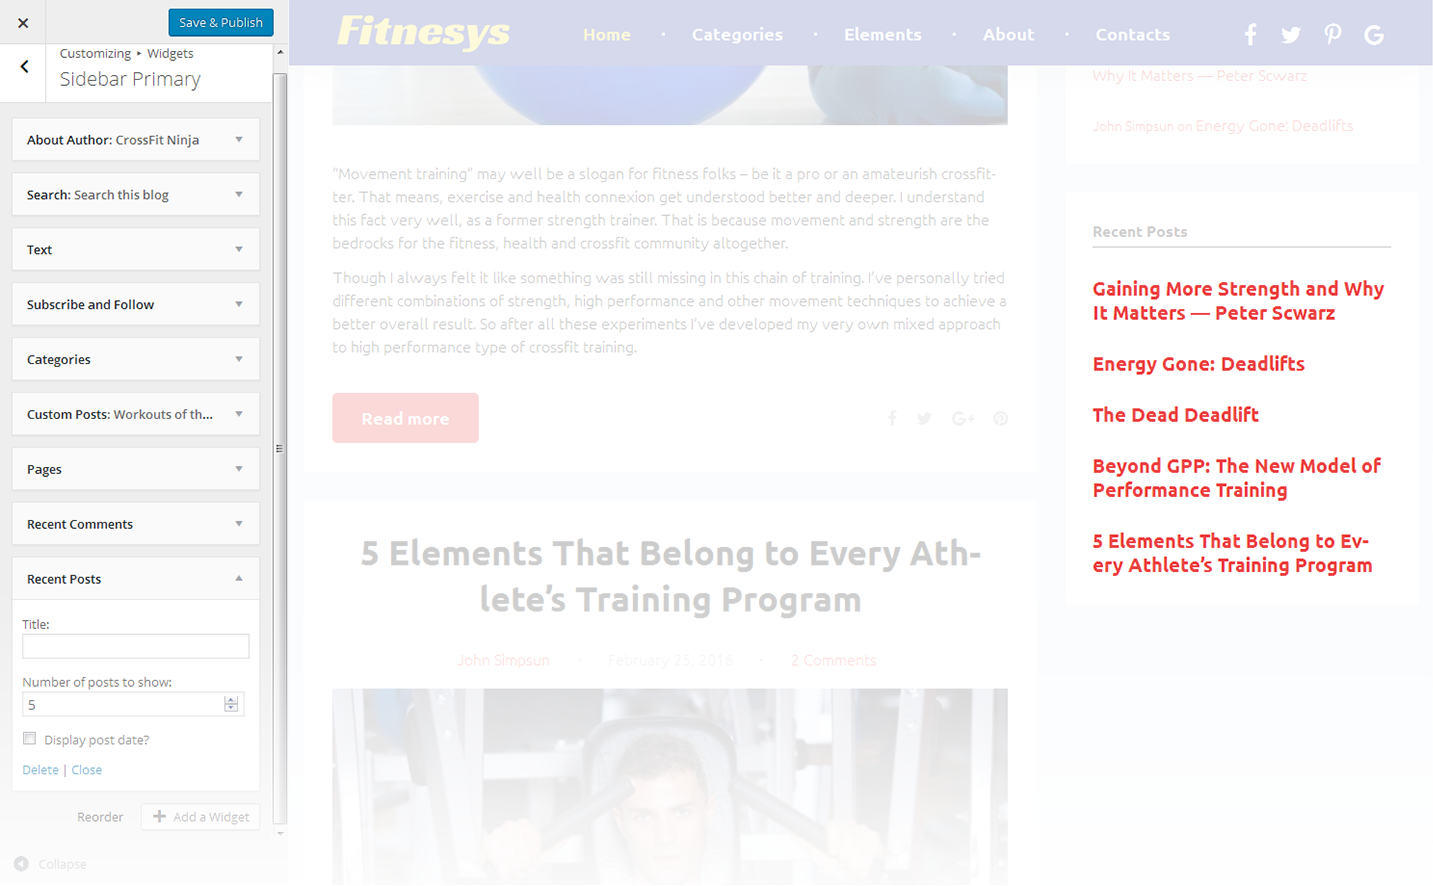 Save & Publish
Customizing ▸ Widgets
Sidebar Primary
About Author: CrossFit Ninja
Search: Search this blog
Text
Subscribe and Follow
Categories
Custom Posts: Workouts of th...
Pages
Recent Comments
Recent Posts
Title:
Number of posts to show:
5
Display post date?
Delete | Close
Reorder
Add a Widget
Collapse
Fitnesys
Home · Categories · Elements · About · Contacts
"Movement training" may well be a slogan for fitness folks – be it a pro or an amateurish crossfit-
ter. That means, exercise and health connexion get understood better and deeper. I understand
this fact very well, as a former strength trainer. That is because movement and strength are the
bedrocks for the fitness, health and crossfit community altogether.
Though I always felt it like something was still missing in this chain of training. I've personally tried
different combinations of strength, high performance and other movement techniques to achieve a
better overall result. So after all these experiments I've developed my very own mixed approach
to high performance type of crossfit training.
Read more
5 Elements That Belong to Every Ath-
lete's Training Program
John Simpsun · February 25, 2016 · 2 Comments
Why It Matters — Peter Scwarz
John Simpsun on Energy Gone: Deadlifts
Recent Posts
Gaining More Strength and Why
It Matters — Peter Scwarz
Energy Gone: Deadlifts
The Dead Deadlift
Beyond GPP: The New Model of
Performance Training
5 Elements That Belong to Ev-
ery Athlete's Training Program